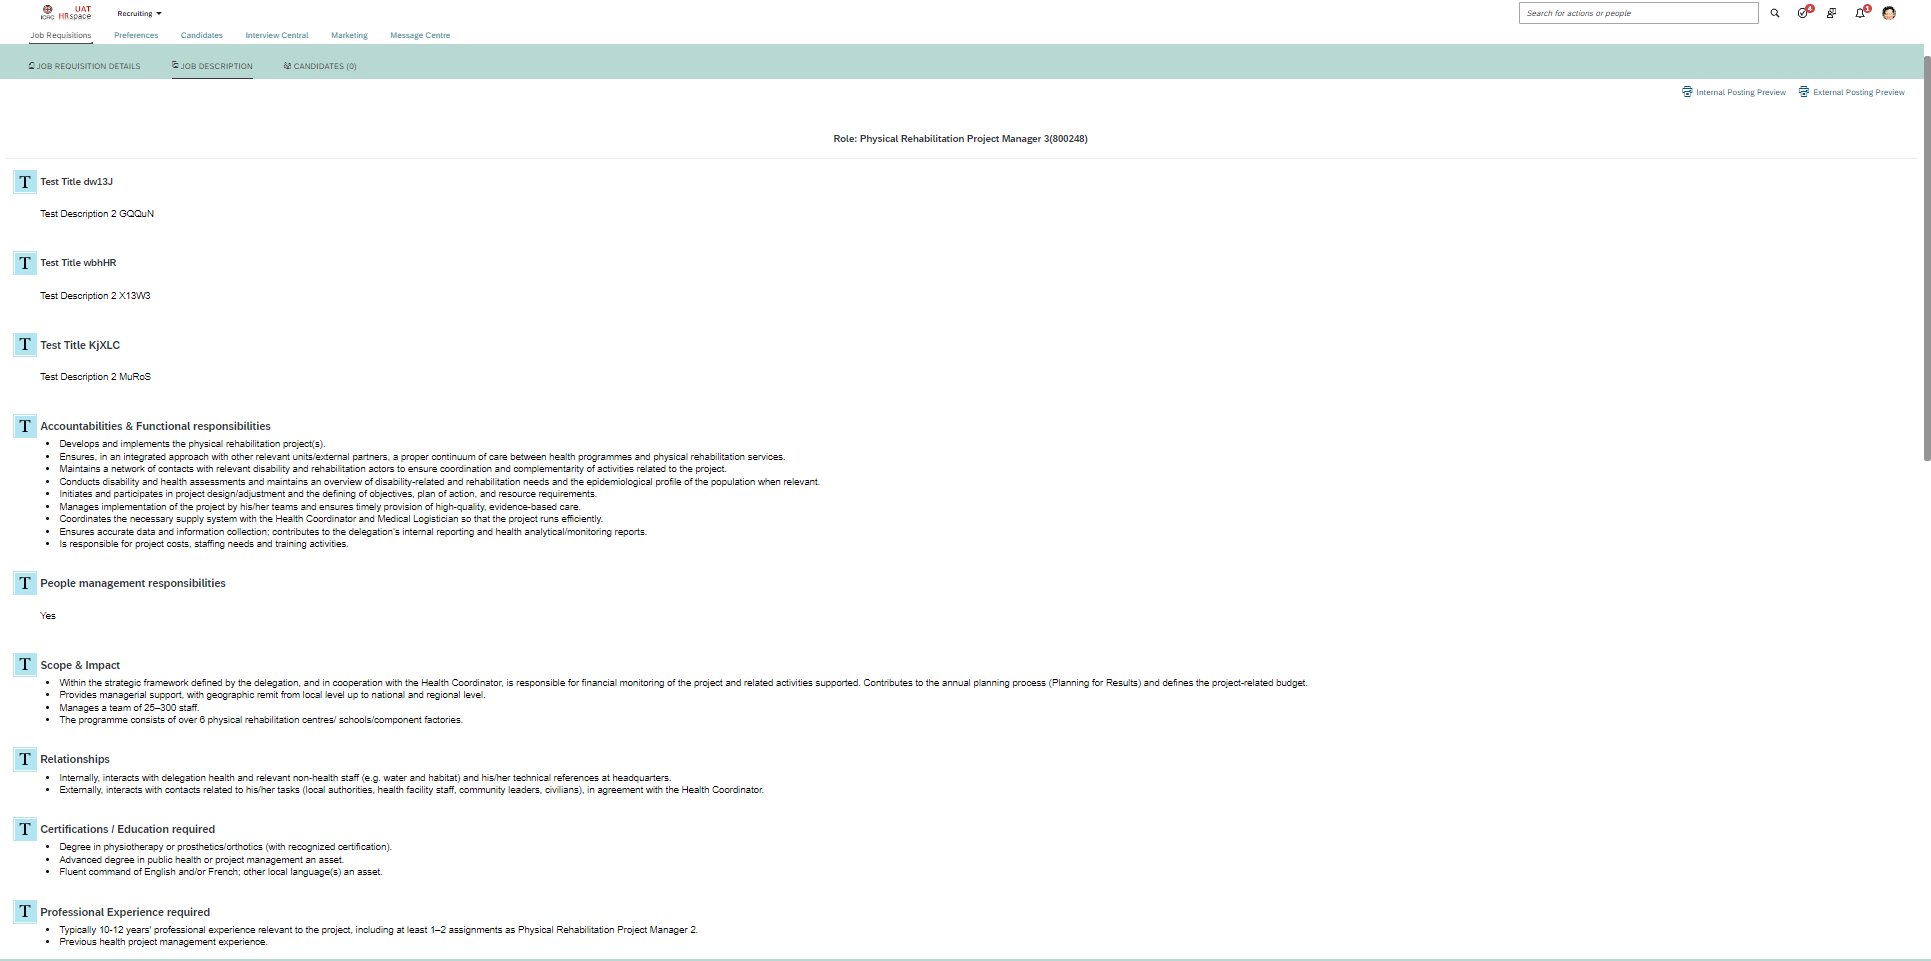 ICRC
UAT
HRspace
Recruiting
Search for actions or people
4
1
Job Requisitions
Preferences
Candidates
Interview Central
Marketing
Message Centre
JOB REQUISITION DETAILS
JOB DESCRIPTION
CANDIDATES (0)
Internal Posting Preview
External Posting Preview
Role: Physical Rehabilitation Project Manager 3(800248)
T Test Title dw13J
Test Description 2 GQQuN
T Test Title wbhHR
Test Description 2 X13W3
T Test Title KjXLC
Test Description 2 MuRoS
T Accountabilities & Functional responsibilities
• Develops and implements the physical rehabilitation project(s).
• Ensures, in an integrated approach with other relevant units/external partners, a proper continuum of care between health programmes and physical rehabilitation services.
• Maintains a network of contacts with relevant disability and rehabilitation actors to ensure coordination and complementarity of activities related to the project.
• Conducts disability and health assessments and maintains an overview of disability-related and rehabilitation needs and the epidemiological profile of the population when relevant.
• Initiates and participates in project design/adjustment and the defining of objectives, plan of action, and resource requirements.
• Manages implementation of the project by his/her teams and ensures timely provision of high-quality, evidence-based care.
• Coordinates the necessary supply system with the Health Coordinator and Medical Logistician so that the project runs efficiently.
• Ensures accurate data and information collection; contributes to the delegation's internal reporting and health analytical/monitoring reports.
• Is responsible for project costs, staffing needs and training activities.
T People management responsibilities
Yes
T Scope & Impact
• Within the strategic framework defined by the delegation, and in cooperation with the Health Coordinator, is responsible for financial monitoring of the project and related activities supported. Contributes to the annual planning process (Planning for Results) and defines the project-related budget.
• Provides managerial support, with geographic remit from local level up to national and regional level.
• Manages a team of 25–300 staff.
• The programme consists of over 6 physical rehabilitation centres/ schools/component factories.
T Relationships
• Internally, interacts with delegation health and relevant non-health staff (e.g. water and habitat) and his/her technical references at headquarters.
• Externally, interacts with contacts related to his/her tasks (local authorities, health facility staff, community leaders, civilians), in agreement with the Health Coordinator.
T Certifications / Education required
• Degree in physiotherapy or prosthetics/orthotics (with recognized certification).
• Advanced degree in public health or project management an asset.
• Fluent command of English and/or French; other local language(s) an asset.
T Professional Experience required
• Typically 10-12 years' professional experience relevant to the project, including at least 1–2 assignments as Physical Rehabilitation Project Manager 2.
• Previous health project management experience.